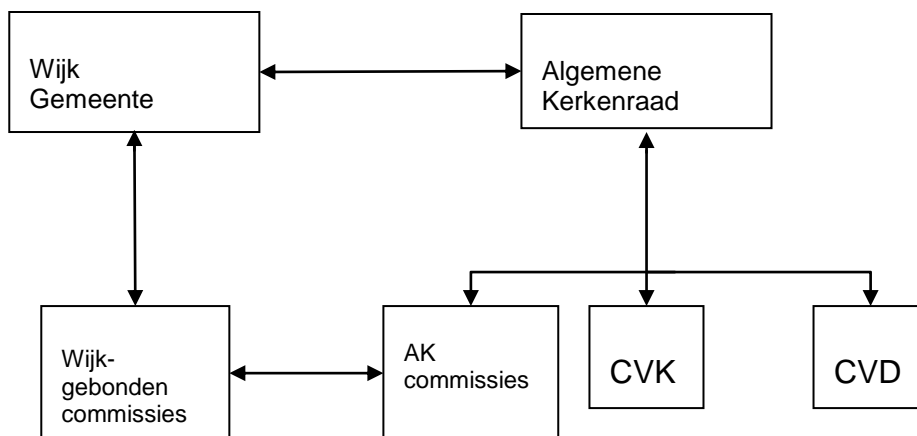 Wijk
Gemeente
Algemene
Kerkenraad
Wijk-
gebonden
commissies
AK
commissies
CVK
CVD